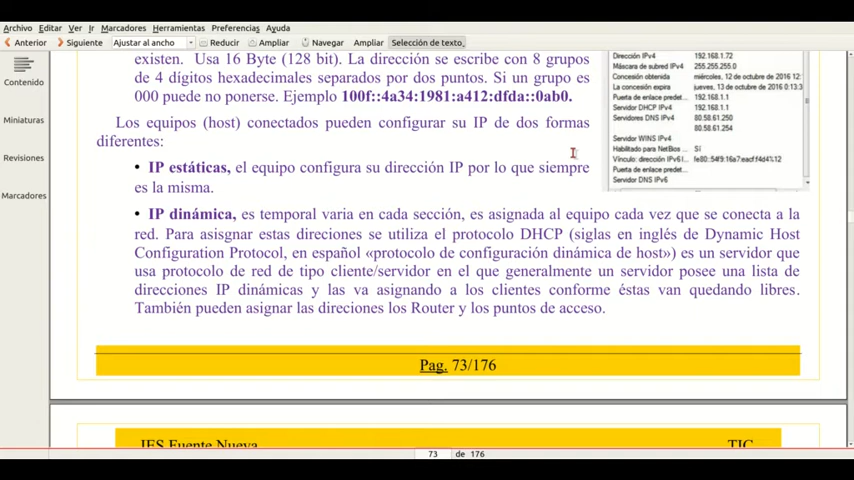 Archivo Editar Ver Ir Marcadores Herramientas Preferencias Ayuda
Anterior Siguiente Ajustar al ancho Reducir Ampliar Navegar Ampliar Selección de texto
Contenido
Miniaturas
Revisiones
Marcadores
existen. Usa 16 Byte (128 bit). La dirección se escribe con 8 grupos
de 4 dígitos hexadecimales separados por dos puntos. Si un grupo es
000 puede no ponerse. Ejemplo 100f::4a34:1981:a412:dfda::0ab0.
Dirección IPv4 192.168.1.72
Máscara de subred IPv4 255.255.255.0
Concesión obtenida miércoles, 12 de octubre de 2016 12:
La concesión expira jueves, 13 de octubre de 2016 0:13:3
Puerta de enlace predet... 192.168.1.1
Servidor DHCP IPv4 192.168.1.1
Servidores DNS IPv4 80.58.61.250
80.58.61.254
Servidor WINS IPv4
Habilitado para NetBios ... Sí
Vínculo: dirección IPv6 l...
Puerta de enlace predet...
Servidor DNS IPv6
Los equipos (host) conectados pueden configurar su IP de dos formas
diferentes:
• IP estáticas, el equipo configura su dirección IP por lo que siempre
es la misma.
• IP dinámica, es temporal varia en cada sección, es asignada al equipo cada vez que se conecta a la
red. Para asisgnar estas direciones se utiliza el protocolo DHCP (siglas en inglés de Dynamic Host
Configuration Protocol, en español «protocolo de configuración dinámica de host») es un servidor que
usa protocolo de red de tipo cliente/servidor en el que generalmente un servidor posee una lista de
direcciones IP dinámicas y las va asignando a los clientes conforme éstas van quedando libres.
También pueden asignar las direciones los Router y los puntos de acceso.
Pag. 73/176
IES Fuente Nueva TIC
73 de 176